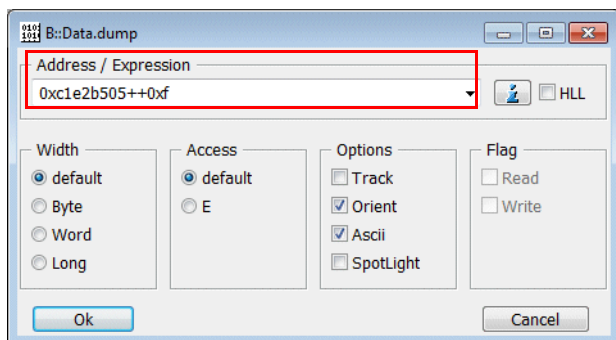 B::Data.dump
Address / Expression
0xc1e2b505++0xf
i
HLL
Width
default
Byte
Word
Long
Access
default
E
Options
Track
Orient
Ascii
SpotLight
Flag
Read
Write
Ok
Cancel